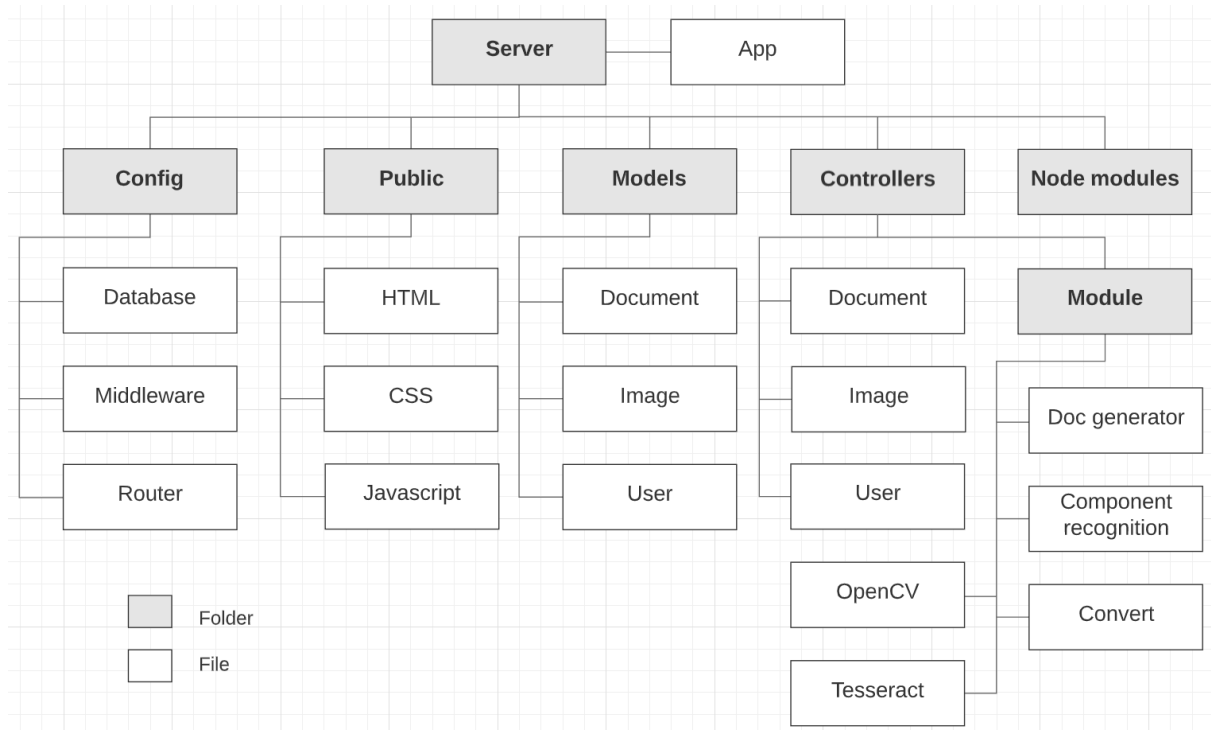 Server
App
Config
Public
Models
Controllers
Node modules
Database
HTML
Document
Document
Module
Middleware
CSS
Image
Image
Doc generator
Router
Javascript
User
User
Component
recognition
OpenCV
Convert
Folder
File
Tesseract